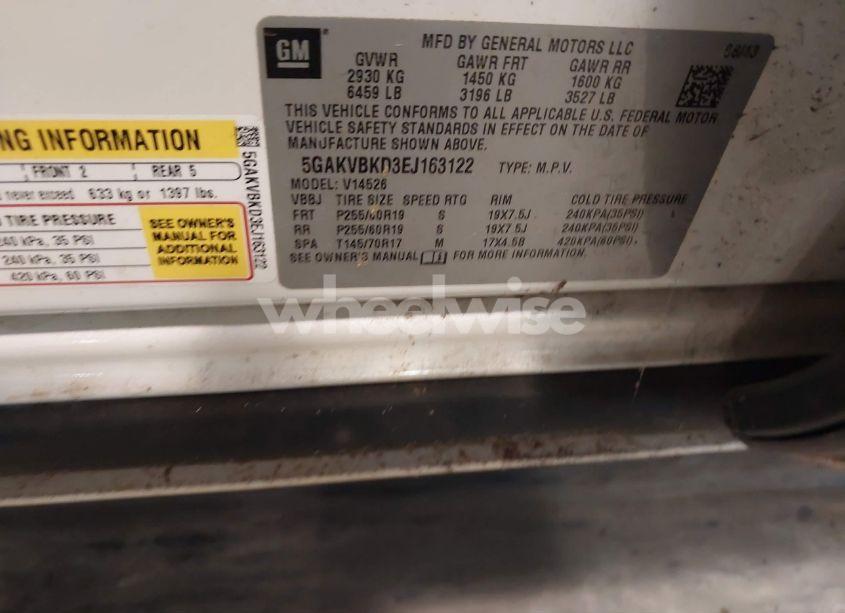 GM
MFD BY GENERAL MOTORS LLC
GVWR GAWR FRT GAWR RR
2930 KG 1450 KG 1600 KG
6459 LB 3196 LB 3527 LB
THIS VEHICLE CONFORMS TO ALL APPLICABLE U.S. FEDERAL MOTOR
VEHICLE SAFETY STANDARDS IN EFFECT ON THE DATE OF
MANUFACTURE SHOWN ABOVE.
5GAKVBKD3EJ163122 TYPE: M.P.V.
MODEL: V14526
VBBJ TIRE SIZE SPEED RTG RIM COLD TIRE PRESSURE
FRT P255/60R19 S 19X7.5J 240KPA(35PSI)
RR P255/60R19 S 19X7.5J 240KPA(35PSI)
SPA T145/70R17 M 17X4.5B 420KPA(60PSI)
SEE OWNER'S MANUAL FOR MORE INFORMATION.
NG INFORMATION
FRONT 2 REAR 5
never exceed 633 kg or 1397 lbs.
TIRE PRESSURE
240 kPa, 35 PSI
240 kPa, 35 PSI
420 kPa, 60 PSI
SEE OWNER'S
MANUAL FOR
ADDITIONAL
INFORMATION
5GAKVBKD3EJ163122
wheelwise